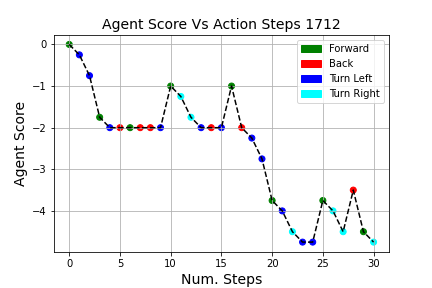 Agent Score Vs Action Steps 1712
Forward
Back
Turn Left
Turn Right
0
−1
−2
−3
−4
Agent Score
0 5 10 15 20 25 30
Num. Steps